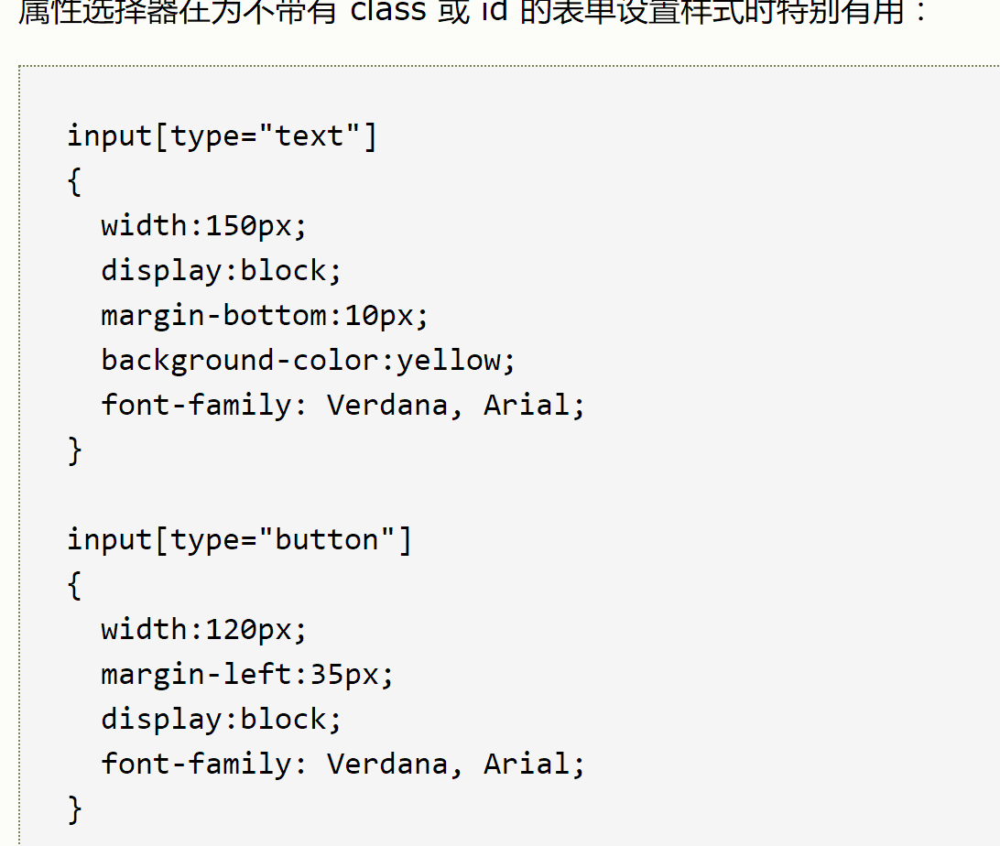 属性选择器在为不带有 class 或 id 的表单设置样式时特别有用：
input[type="text"]
{
  width:150px;
  display:block;
  margin-bottom:10px;
  background-color:yellow;
  font-family: Verdana, Arial;
}
input[type="button"]
{
  width:120px;
  margin-left:35px;
  display:block;
  font-family: Verdana, Arial;
}